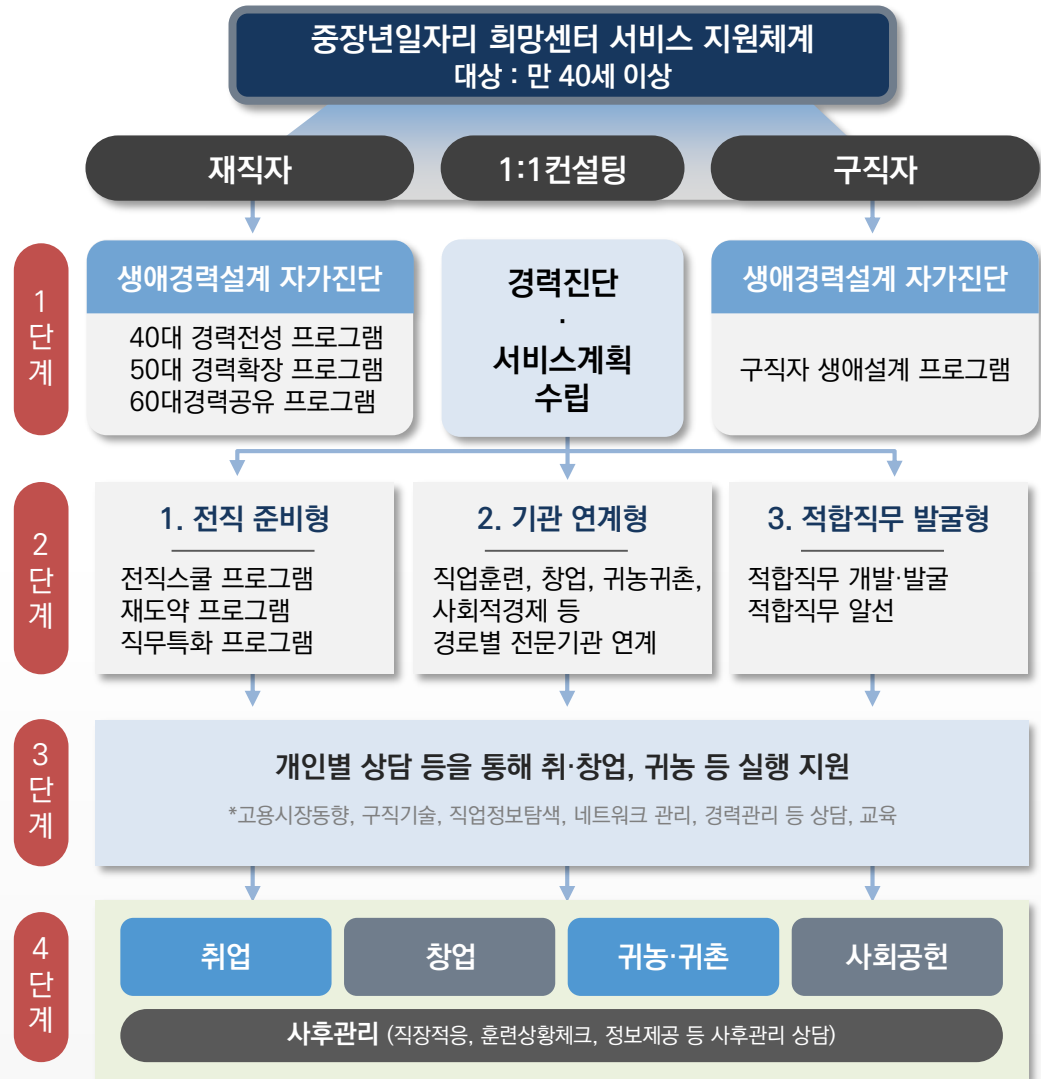 중장년일자리 희망센터 서비스 지원체계
대상 : 만 40세 이상
재직자
1:1컨설팅
구직자
1
단
계
생애경력설계 자가진단
40대 경력전성 프로그램
50대 경력확장 프로그램
60대경력공유 프로그램
경력진단
·
서비스계획
수립
생애경력설계 자가진단
구직자 생애설계 프로그램
2
단
계
1. 전직 준비형
전직스쿨 프로그램
재도약 프로그램
직무특화 프로그램
2. 기관 연계형
직업훈련, 창업, 귀농귀촌,
사회적경제 등
경로별 전문기관 연계
3. 적합직무 발굴형
적합직무 개발·발굴
적합직무 알선
3
단
계
개인별 상담 등을 통해 취·창업, 귀농 등 실행 지원
*고용시장동향, 구직기술, 직업정보탐색, 네트워크 관리, 경력관리 등 상담, 교육
4
단
계
취업
창업
귀농·귀촌
사회공헌
사후관리 (직장적응, 훈련상황체크, 정보제공 등 사후관리 상담)